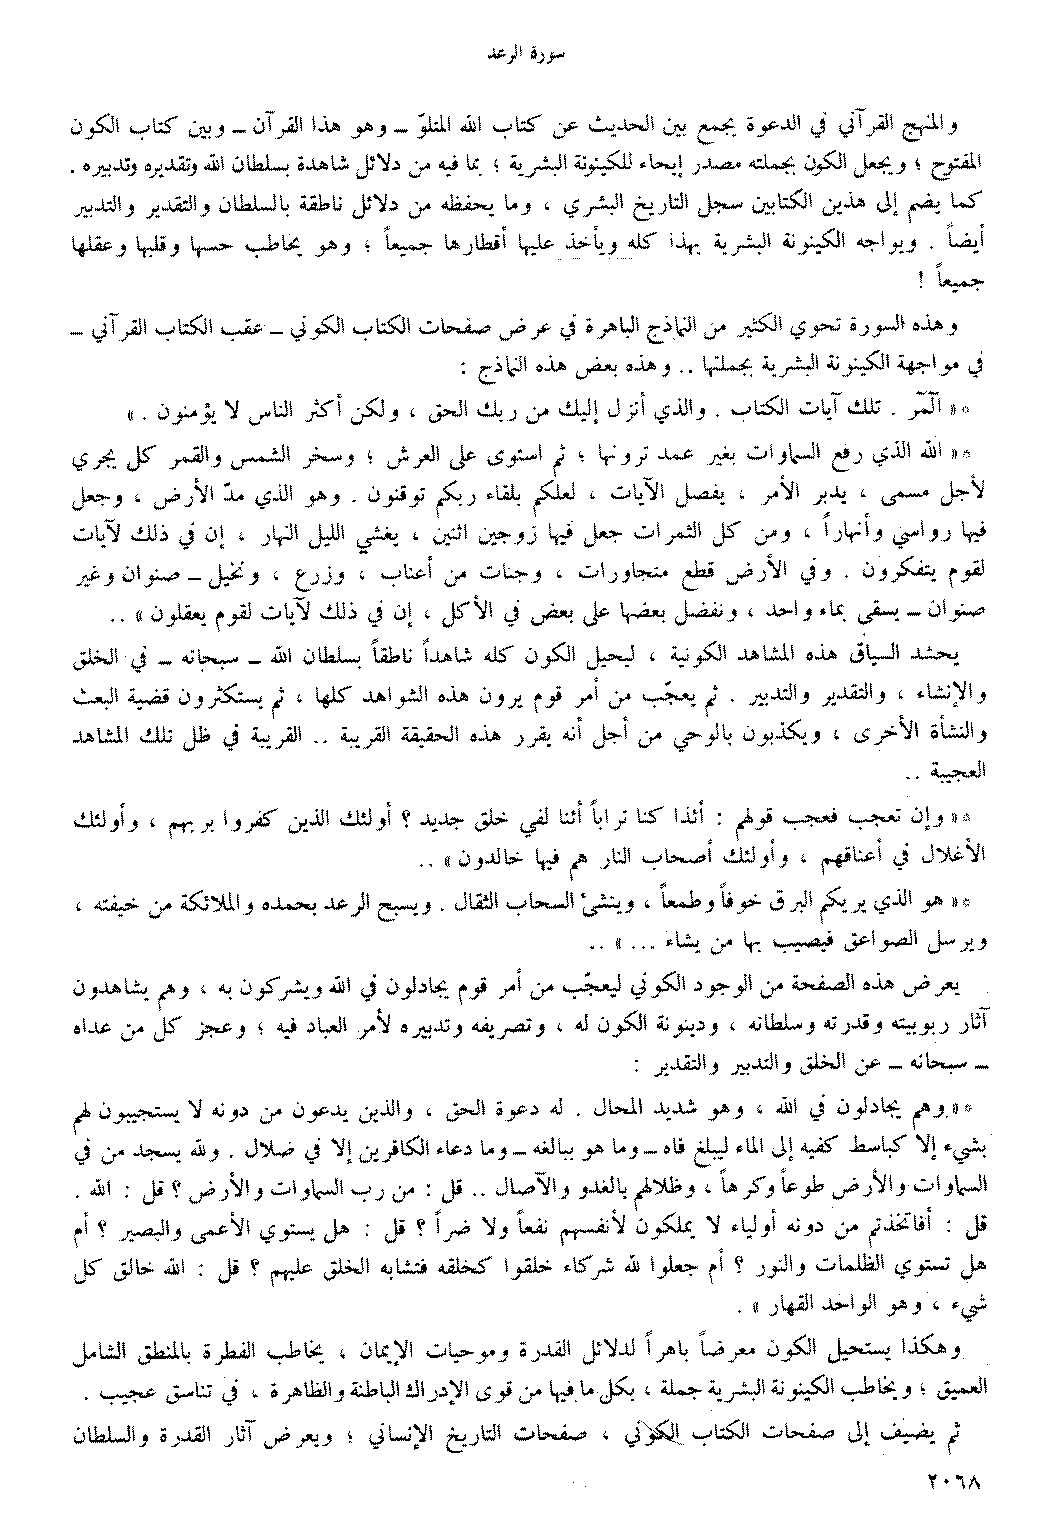 سورة الرعد
والمنهج القرآني في الدعوة يجمع بين الحديث عن كتاب الله المتلوّ ــ وهو هذا القرآن ــ وبين كتاب الكون
المفتوح ؛ ويجعل الكون بجملته مصدر إيحاء للكينونة البشرية ؛ بما فيه من دلائل شاهدة بسلطان الله وتقديره وتدبيره .
كما يضم إلى هذين الكتابين سجل التاريخ البشري ، وما يحفظه من دلائل ناطقة بالسلطان والتقدير والتدبير
أيضاً . ويواجه الكينونة البشرية بهذا كله ويأخذ عليها أقطارها جميعاً ؛ وهو يخاطب حسها وقلبها وعقلها
جميعاً !
وهذه السورة تحوي الكثير من النماذج الباهرة في عرض صفحات الكتاب الكوني ــ عقب الكتاب القرآني ــ
في مواجهة الكينونة البشرية بجملتها .. وهذه بعض هذه النماذج :
** « الٓمّٓر . تلك آيات الكتاب . والذي أنزل إليك من ربك الحق ، ولكن أكثر الناس لا يؤمنون . »
** « الله الذي رفع السماوات بغير عمد ترونها ؛ ثم استوى على العرش ؛ وسخر الشمس والقمر كل يجري
لأجل مسمى ، يدبر الأمر ، يفصل الآيات ، لعلكم بلقاء ربكم توقنون . وهو الذي مدّ الأرض ، وجعل
فيها رواسي وأنهاراً ، ومن كل الثمرات جعل فيها زوجين اثنين ، يغشي الليل النهار ، إن في ذلك لآيات
لقوم يتفكرون . وفي الأرض قطع متجاورات ، وجنات من أعناب ، وزرع ، ونخيل ــ صنوان وغير
صنوان ــ يسقى بماء واحد ، ونفضل بعضها على بعض في الأكل ، إن في ذلك لآيات لقوم يعقلون » ..
يحشد السياق هذه المشاهد الكونية ، ليحيل الكون كله شاهداً ناطقاً بسلطان الله ــ سبحانه ــ في الخلق
والإنشاء ، والتقدير والتدبير . ثم يعجّب من أمر قوم يرون هذه الشواهد كلها ، ثم يستكثرون قضية البعث
والنشأة الأخرى ، ويكذبون بالوحي من أجل أنه يقرر هذه الحقيقة القريبة .. القريبة في ظل تلك المشاهد
العجيبة ..
** « وإن تعجب فعجب قولهم : أئذا كنا تراباً أئنا لفي خلق جديد ؟ أولئك الذين كفروا بربهم ، وأولئك
الأغلال في أعناقهم ، وأولئك أصحاب النار هم فيها خالدون » ..
** « هو الذي يريكم البرق خوفاً وطمعاً ، وينشئ السحاب الثقال . ويسبح الرعد بحمده والملائكة من خيفته ،
ويرسل الصواعق فيصيب بها من يشاء ... » ..
يعرض هذه الصفحة من الوجود الكوني ليعجّب من أمر قوم يجادلون في الله ويشركون به ، وهم يشاهدون
آثار ربوبيته وقدرته وسلطانه ، ودينونة الكون له ، وتصريفه وتدبيره لأمر العباد فيه ؛ وعجز كل من عداه
ــ سبحانه ــ عن الخلق والتدبير والتقدير :
** « وهم يجادلون في الله ، وهو شديد المحال . له دعوة الحق ، والذين يدعون من دونه لا يستجيبون لهم
بشيء إلا كباسط كفيه إلى الماء ليبلغ فاه ــ وما هو ببالغه ــ وما دعاء الكافرين إلا في ضلال . ولله يسجد من في
السماوات والأرض طوعاً وكرهاً ، وظلالهم بالغدو والآصال .. قل : من رب السماوات والأرض ؟ قل : الله .
قل : أفاتخذتم من دونه أولياء لا يملكون لأنفسهم نفعاً ولا ضراً ؟ قل : هل يستوي الأعمى والبصير ؟ أم
هل تستوي الظلمات والنور ؟ أم جعلوا لله شركاء خلقوا كخلقه فتشابه الخلق عليهم ؟ قل : الله خالق كل
شيء ، وهو الواحد القهار » .
وهكذا يستحيل الكون معرضاً باهراً لدلائل القدرة وموحيات الإيمان ، يخاطب الفطرة بالمنطق الشامل
العميق ؛ ويخاطب الكينونة البشرية جملة ، بكل ما فيها من قوى الإدراك الباطنة والظاهرة ، في تناسق عجيب .
ثم يضيف إلى صفحات الكتاب الكوني ، صفحات التاريخ الإنساني ؛ ويعرض آثار القدرة والسلطان
٢٠٦٨